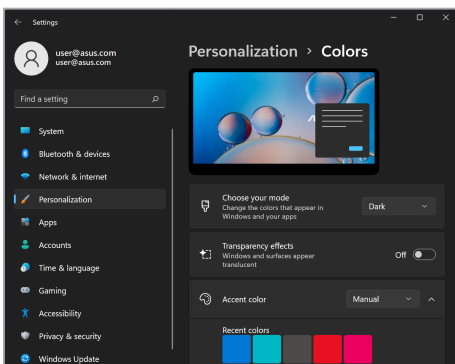 Settings
user@asus.com
user@asus.com
Find a setting
System
Bluetooth & devices
Network & internet
Personalization
Apps
Accounts
Time & language
Gaming
Accessibility
Privacy & security
Windows Update
Personalization > Colors
Choose your mode
Change the colors that appear in
Windows and your apps
Dark
Transparency effects
Windows and surfaces appear
translucent
Off
Accent color
Manual
Recent colors